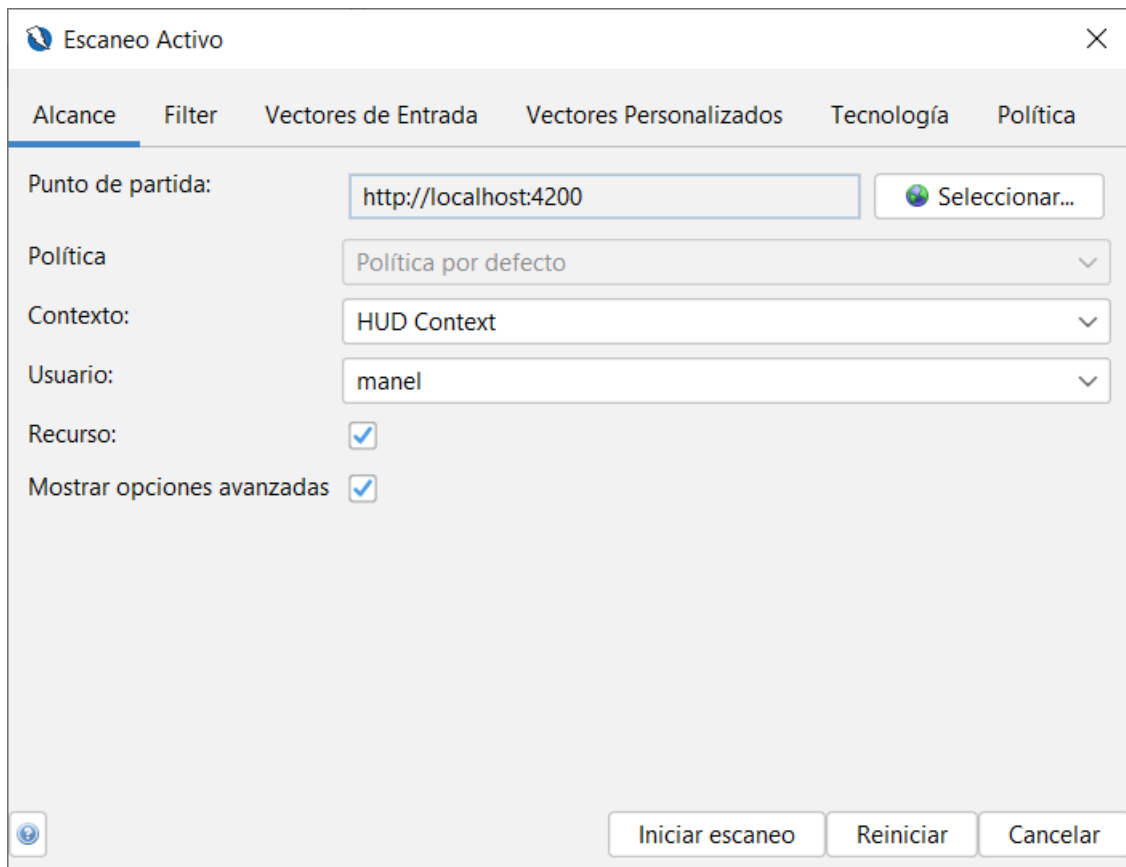 Escaneo Activo
Alcance Filter Vectores de Entrada Vectores Personalizados Tecnología Política
Punto de partida: http://localhost:4200 Seleccionar...
Política Política por defecto
Contexto: HUD Context
Usuario: manel
Recurso:
Mostrar opciones avanzadas
Iniciar escaneo Reiniciar Cancelar